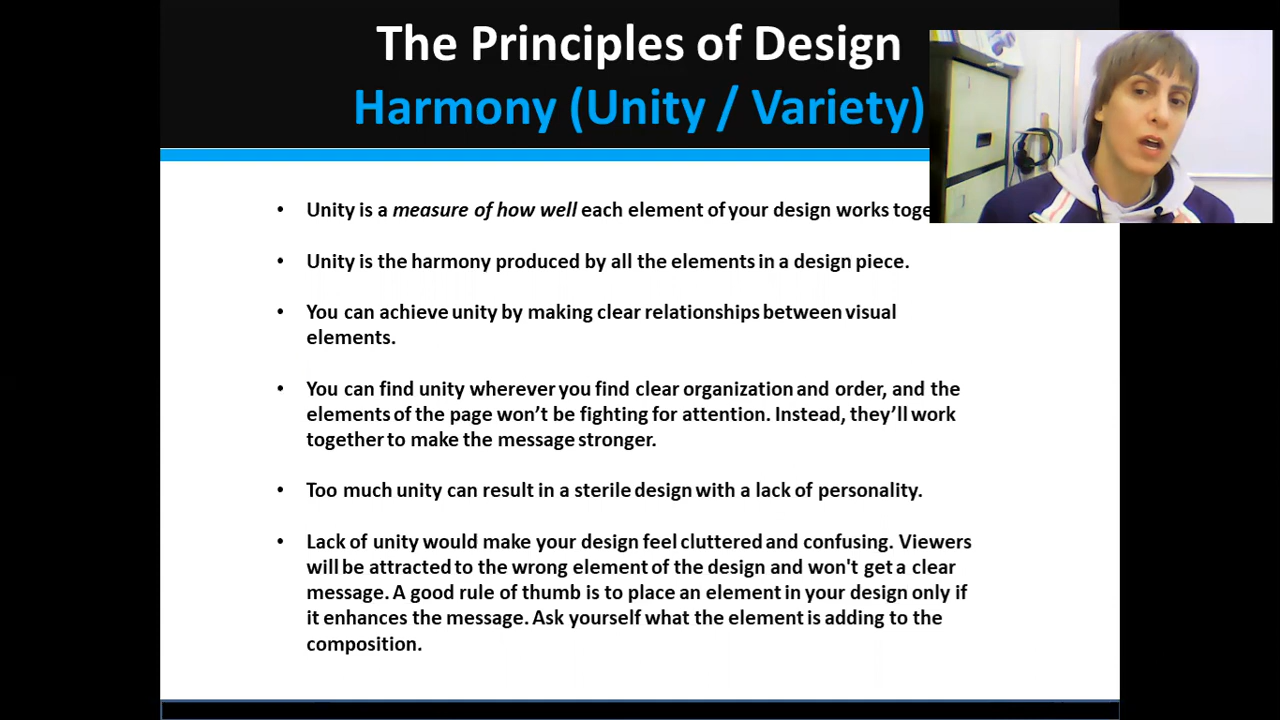 The Principles of Design
Harmony (Unity / Variety)
• Unity is a measure of how well each element of your design works
• Unity is the harmony produced by all the elements in a design piece.
• You can achieve unity by making clear relationships between visual
elements.
• You can find unity wherever you find clear organization and order, and the
elements of the page won’t be fighting for attention. Instead, they’ll work
together to make the message stronger.
• Too much unity can result in a sterile design with a lack of personality.
• Lack of unity would make your design feel cluttered and confusing. Viewers
will be attracted to the wrong element of the design and won't get a clear
message. A good rule of thumb is to place an element in your design only if
it enhances the message. Ask yourself what the element is adding to the
composition.